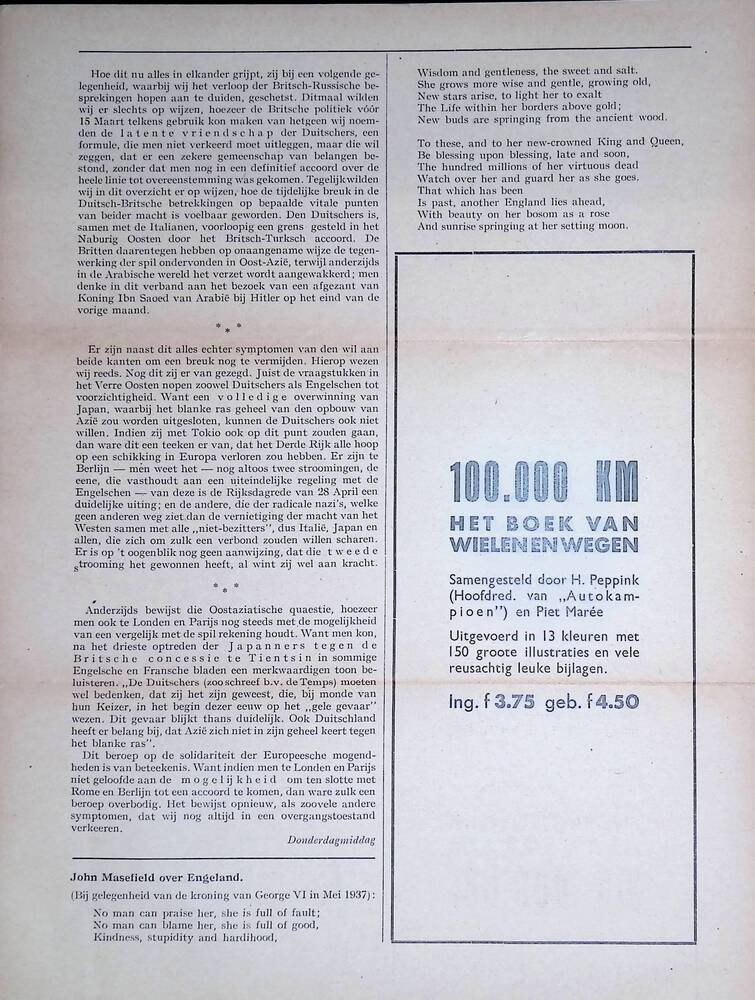 Hoe dit nu alles in elkander grijpt, zij bij een volgende ge-
legenheid, waarbij wij het verloop der Britsch-Russische be-
sprekingen hopen aan te duiden, geschetst. Ditmaal wilden
wij er slechts op wijzen, hoezeer de Britsche politiek vóór
15 Maart telkens gebruik kon maken van hetgeen wij noem-
den de latente vriendschap der Duitschers, een
formule, die men niet verkeerd moet uitleggen, maar die wil
zeggen, dat er een zekere gemeenschap van belangen be-
stond, zonder dat men nog in een definitief accoord over de
heele linie tot overeenstemming was gekomen. Tegelijk wilden
wij in dit overzicht er op wijzen, hoe de tijdelijke breuk in de
Duitsch-Britsche betrekkingen op bepaalde vitale punten
van beider macht is voelbaar geworden. Den Duitschers is,
samen met de Italianen, voorloopig een grens gesteld in het
Naburig Oosten door het Britsch-Turksch accoord. De
Britten daarentegen hebben op onaangename wijze de tegen-
werking der spil ondervonden in Oost-Azië, terwijl anderzijds
in de Arabische wereld het verzet wordt aangewakkerd; men
denke in dit verband aan het bezoek van een afgezant van
Koning Ibn Saoed van Arabië bij Hitler op het eind van de
vorige maand.
* * *
Er zijn naast dit alles echter symptomen van den wil aan
beide kanten om een breuk nog te vermijden. Hierop wezen
wij reeds. Nog dit zij er van gezegd. Juist de vraagstukken in
het Verre Oosten nopen zoowel Duitschers als Engelschen tot
voorzichtigheid. Want een volledige overwinning van
Japan, waarbij het blanke ras geheel van den opbouw van
Azië zou worden uitgesloten, kunnen de Duitschers ook niet
willen. Indien zij met Tokio ook op dit punt zouden gaan,
dan ware dit een teeken er van, dat het Derde Rijk alle hoop
op een schikking in Europa verloren zou hebben. Er zijn te
Berlijn — men weet het — nog altoos twee stroomingen, de
eene, die vasthoudt aan een uiteindelijke regeling met de
Engelschen — van deze is de Rijksdagrede van 28 April een
duidelijke uiting; en de andere, die der radicale nazi's, welke
geen anderen weg ziet dan de vernietiging der macht van het
Westen samen met alle „niet-bezitters", dus Italië, Japan en
allen, die zich om zulk een verbond zouden willen scharen.
Er is op 't oogenblik nog geen aanwijzing, dat die tweede
strooming het gewonnen heeft, al wint zij wel aan kracht.
* * *
Anderzijds bewijst die Oostaziatische quaestie, hoezeer
men ook te Londen en Parijs nog steeds met de mogelijkheid
van een vergelijk met de spil rekening houdt. Want men kon,
na het drieste optreden der Japanners tegen de
Britsche concessie te Tientsin in sommige
Engelsche en Fransche bladen een merkwaardigen toon be-
luisteren. „De Duitschers (zoo schreef b.v. de Temps) moeten
wel bedenken, dat zij het zijn geweest, die, bij monde van
hun Keizer, in het begin dezer eeuw op het „gele gevaar"
wezen. Dit gevaar blijkt thans duidelijk. Ook Duitschland
heeft er belang bij, dat Azië zich niet in zijn geheel keert tegen
het blanke ras".
Dit beroep op de solidariteit der Europeesche mogend-
heden is van beteekenis. Want indien men te Londen en Parijs
niet geloofde aan de mogelijkheid om ten slotte met
Rome en Berlijn tot een accoord te komen, dan ware zulk een
beroep overbodig. Het bewijst opnieuw, als zoovele andere
symptomen, dat wij nog altijd in een overgangstoestand
verkeeren.
Donderdagmiddag
John Masefield over Engeland.
(Bij gelegenheid van de kroning van George VI in Mei 1937):
No man can praise her, she is full of fault;
No man can blame her, she is full of good,
Kindness, stupidity and hardihood,
Wisdom and gentleness, the sweet and salt.
She grows more wise and gentle, growing old,
New stars arise, to light her to exalt
The Life within her borders above gold;
New buds are springing from the ancient wood.
To these, and to her new-crowned King and Queen,
Be blessing upon blessing, late and soon,
The hundred millions of her virtuous dead
Watch over her and guard her as she goes.
That which has been
Is past, another England lies ahead,
With beauty on her bosom as a rose
And sunrise springing at her setting moon.
100.000 KM
HET BOEK VAN
WIELEN EN WEGEN
Samengesteld door H. Peppink
(Hoofdred. van „Autokam-
pioen") en Piet Marée
Uitgevoerd in 13 kleuren met
150 groote illustraties en vele
reusachtig leuke bijlagen.
Ing. f 3.75 geb. f 4.50